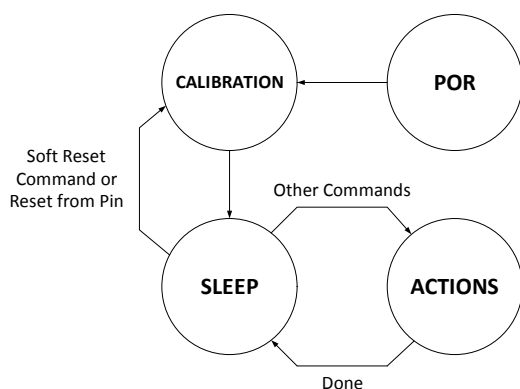 CALIBRATION
POR
Soft Reset
Command or
Reset from Pin
Other Commands
SLEEP
ACTIONS
Done